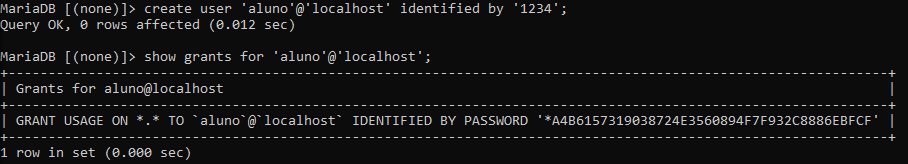 MariaDB [(none)]> create user 'aluno'@'localhost' identified by '1234';
Query OK, 0 rows affected (0.012 sec)
MariaDB [(none)]> show grants for 'aluno'@'localhost';
+-----------------------------------------------------------------------------------------------------------+
| Grants for aluno@localhost |
+-----------------------------------------------------------------------------------------------------------+
| GRANT USAGE ON *.* TO `aluno`@`localhost` IDENTIFIED BY PASSWORD '*A4B6157319038724E3560894F7F932C8886EBFCF' |
+-----------------------------------------------------------------------------------------------------------+
1 row in set (0.000 sec)